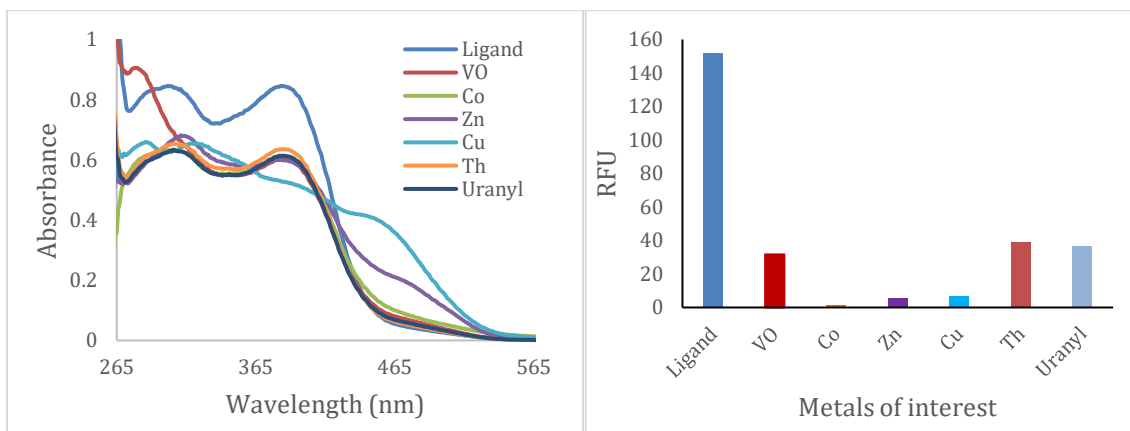 1
0.8
0.6
0.4
0.2
0
265
365
465
565
Absorbance
Wavelength (nm)
Ligand
VO
Co
Zn
Cu
Th
Uranyl
160
140
120
100
80
60
40
20
0
RFU
Ligand
VO
Co
Zn
Cu
Th
Uranyl
Metals of interest